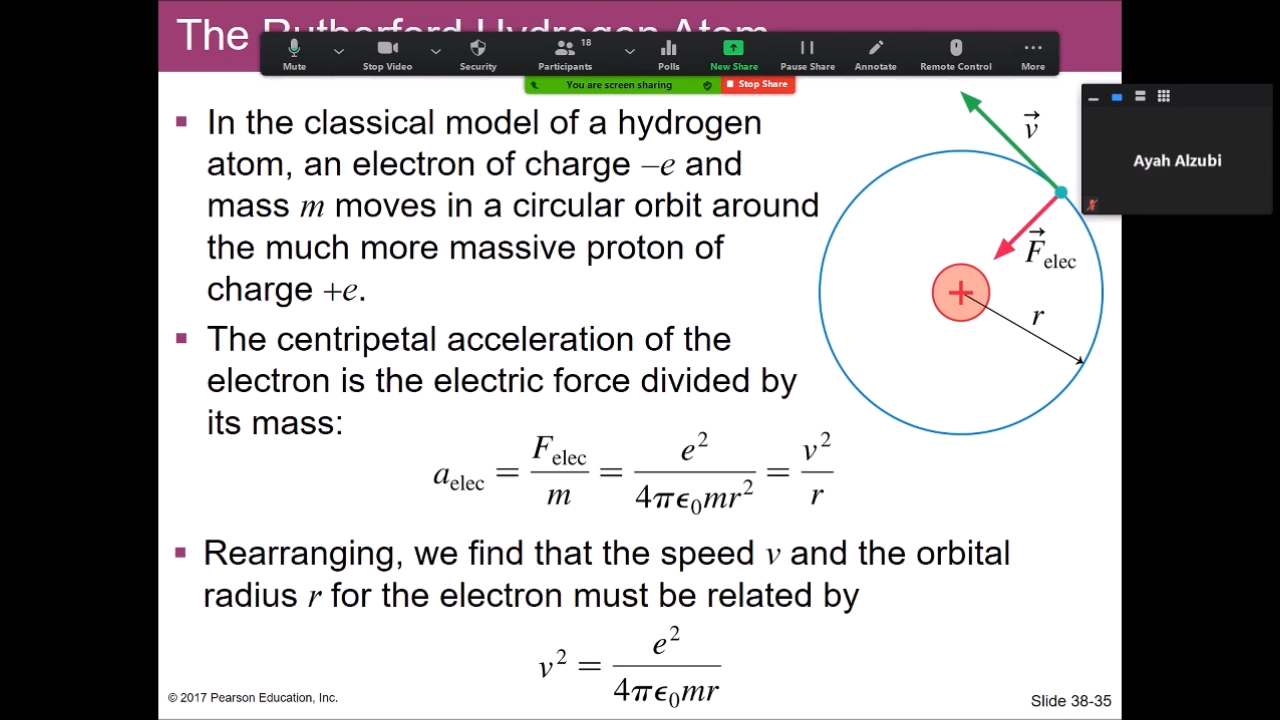 The Rutherford Hydrogen Atom
Mute
Stop Video
Security
18
Participants
Polls
New Share
Pause Share
Annotate
Remote Control
More
You are screen sharing
Stop Share
Ayah Alzubi
In the classical model of a hydrogen
atom, an electron of charge −e and
mass m moves in a circular orbit around
the much more massive proton of
charge +e.
v⃗
F⃗elec
+
r
The centripetal acceleration of the
electron is the electric force divided by
its mass:
a_elec = F_elec/m = e²/4πϵ₀mr² = v²/r
Rearranging, we find that the speed v and the orbital
radius r for the electron must be related by
v² = e²/4πϵ₀mr
© 2017 Pearson Education, Inc.
Slide 38-35